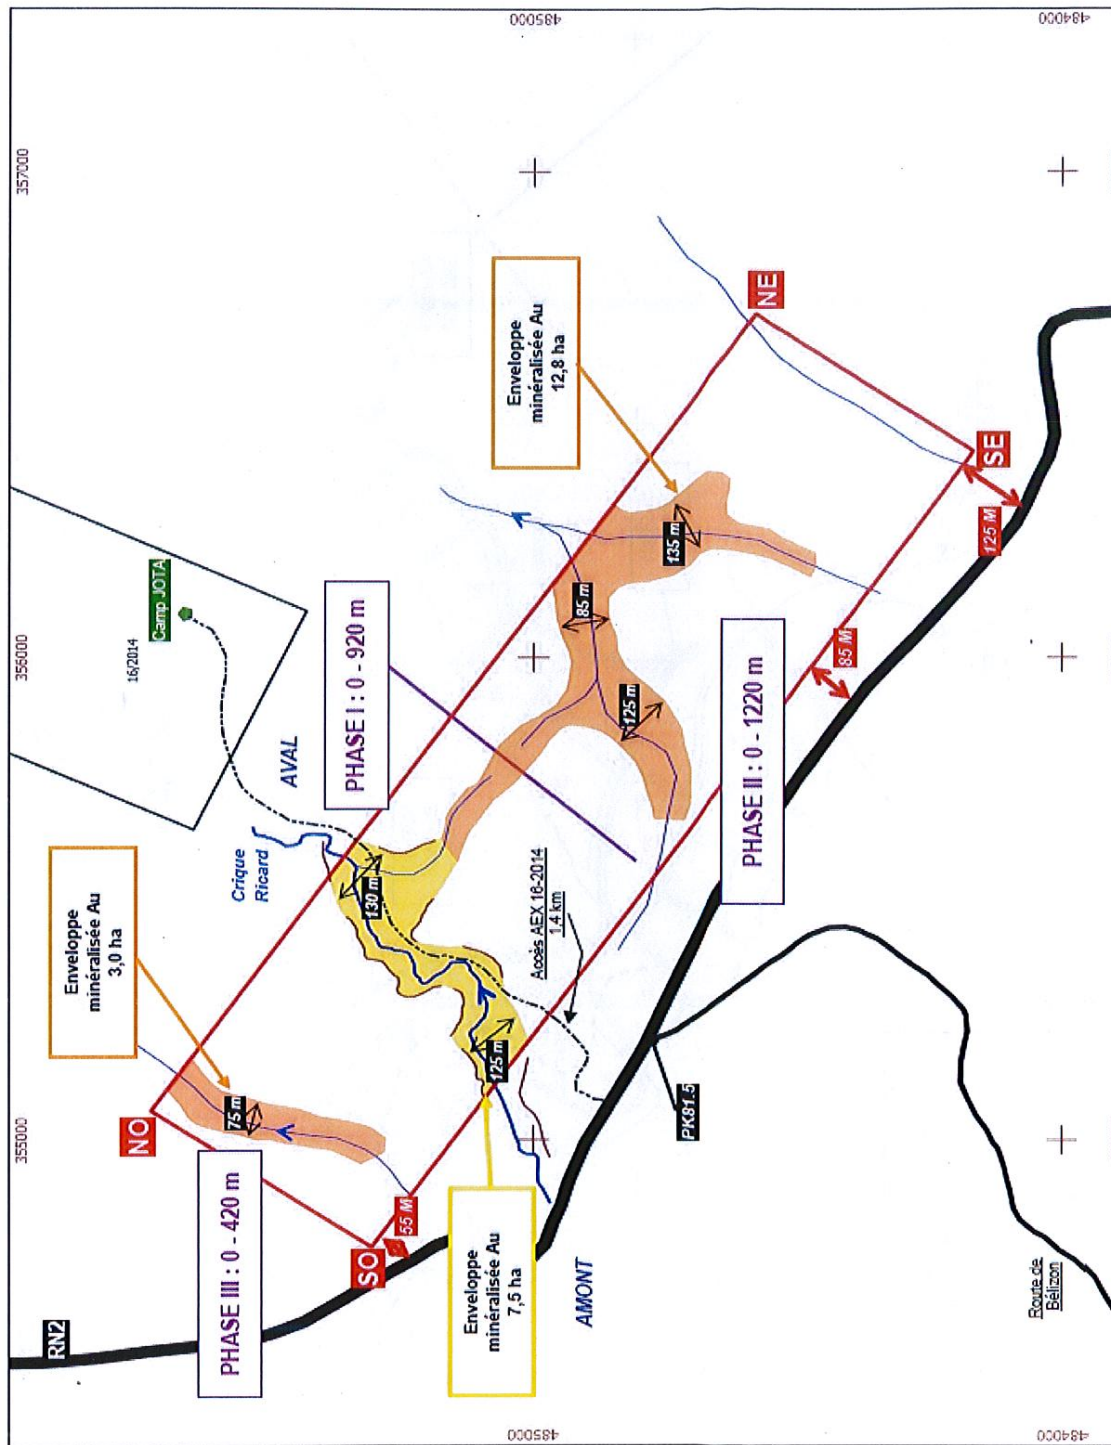 355000
356000
357000
RN2
Enveloppe
minéralisée Au
3,0 ha
NO
16/2014
Camp JOTA
PHASE III : 0 - 420 m
75 m
Crique
Ricard
AVAL
PHASE I : 0 - 920 m
SO
55 M
130 m
Enveloppe
minéralisée Au
7,5 ha
125 m
Enveloppe
minéralisée Au
12,8 ha
485000
485000
AMONT
Accès AEX 16-2014
1,4 km
85 m
125 m
135 m
PK81.5
PHASE II : 0 - 1220 m
NE
85 M
SE
125 M
Route de
Bélizon
484000
484000